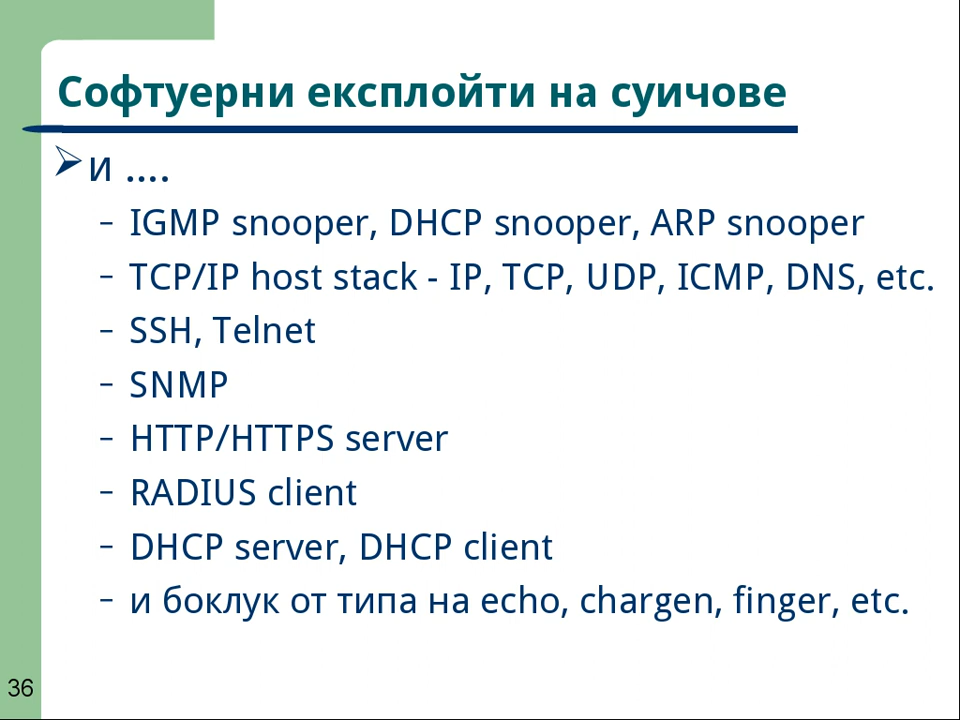 Софтуерни експлойти на суичове
➢ и ....
– IGMP snooper, DHCP snooper, ARP snooper
– TCP/IP host stack - IP, TCP, UDP, ICMP, DNS, etc.
– SSH, Telnet
– SNMP
– HTTP/HTTPS server
– RADIUS client
– DHCP server, DHCP client
– и боклук от типа на echo, chargen, finger, etc.
36